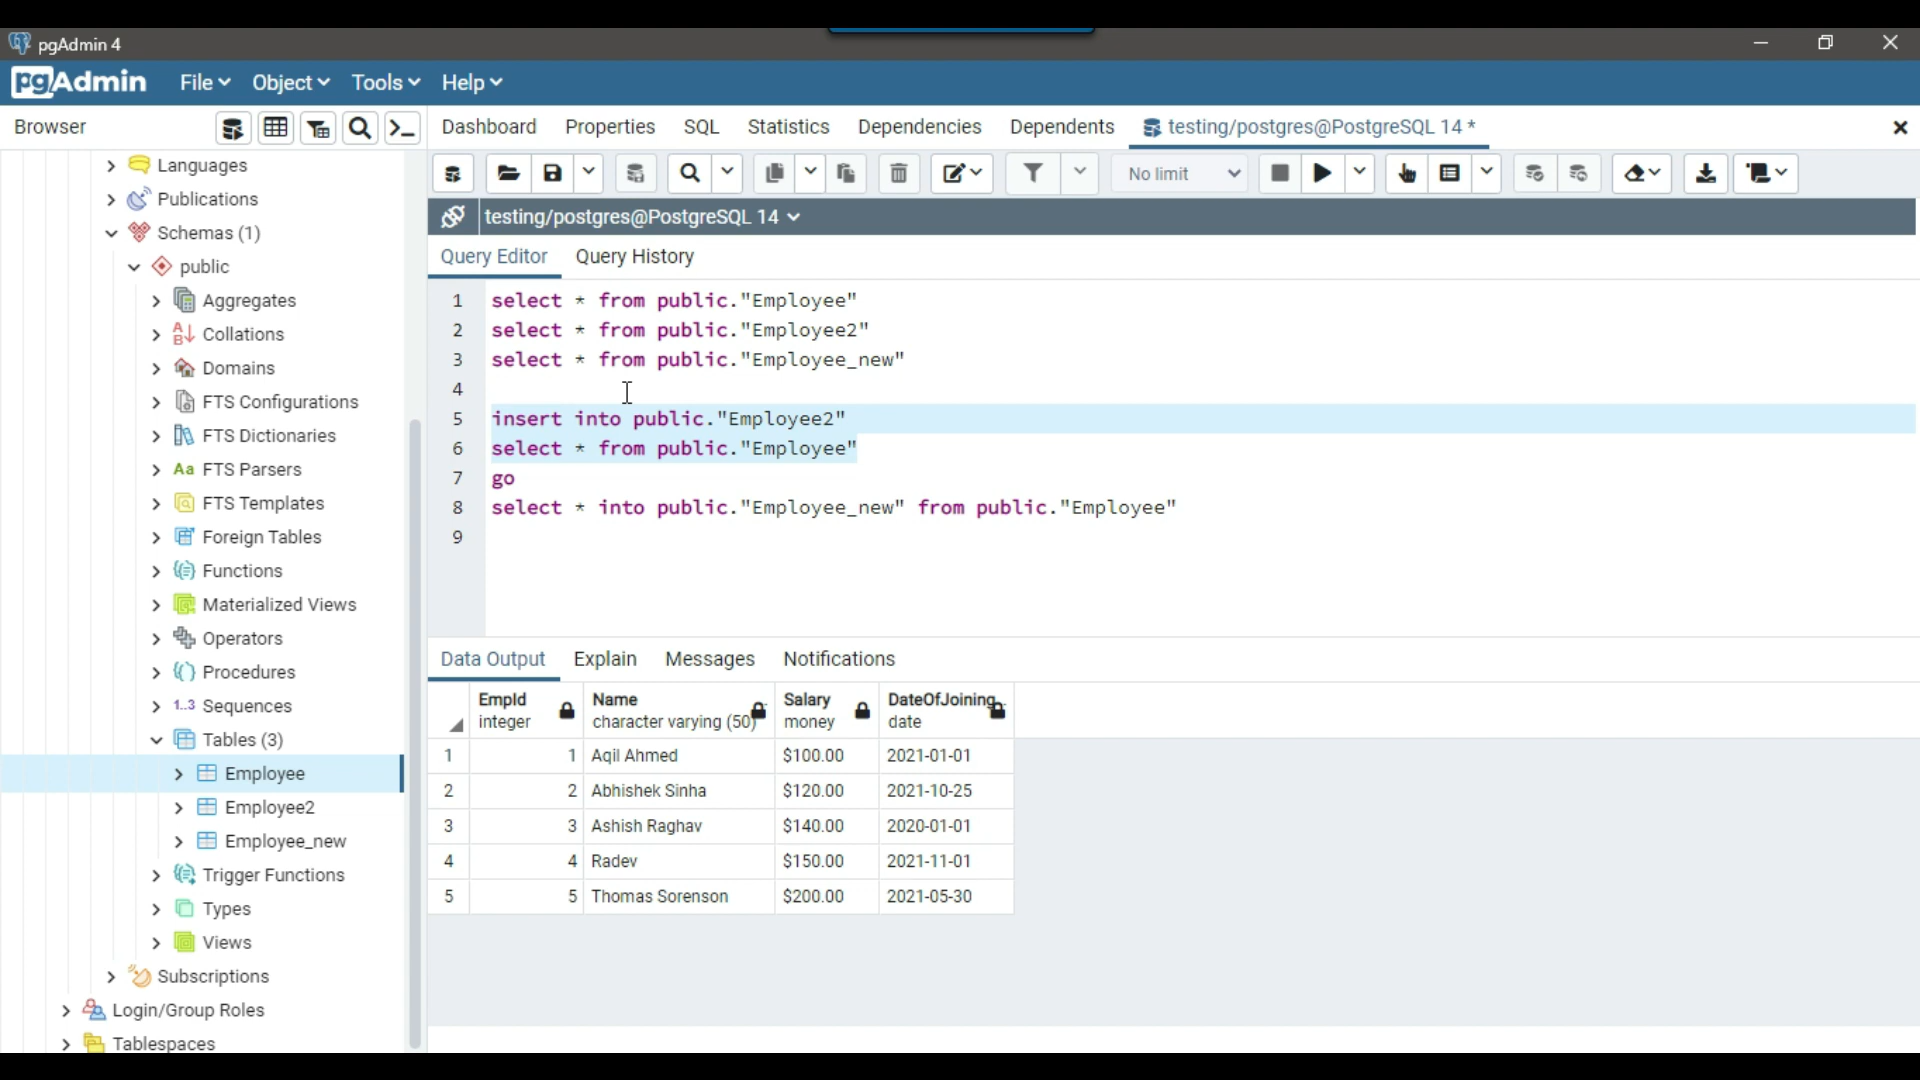 pgAdmin 4
pgAdmin File Object Tools Help
Browser
Dashboard Properties SQL Statistics Dependencies Dependents testing/postgres@PostgreSQL 14 *
No limit
testing/postgres@PostgreSQL 14
Query Editor Query History
Languages
Publications
Schemas (1)
public
Aggregates
Collations
Domains
FTS Configurations
FTS Dictionaries
Aa FTS Parsers
FTS Templates
Foreign Tables
Functions
Materialized Views
Operators
Procedures
1..3 Sequences
Tables (3)
Employee
Employee2
Employee_new
Trigger Functions
Types
Views
Subscriptions
Login/Group Roles
Tablespaces
1 select * from public."Employee"
2 select * from public."Employee2"
3 select * from public."Employee_new"
4
5 insert into public."Employee2"
6 select * from public."Employee"
7 go
8 select * into public."Employee_new" from public."Employee"
9
Data Output Explain Messages Notifications
EmpId Name Salary DateOfJoining
integer character varying (50) money date
1 1 Aqil Ahmed $100.00 2021-01-01
2 2 Abhishek Sinha $120.00 2021-10-25
3 3 Ashish Raghav $140.00 2020-01-01
4 4 Radev $150.00 2021-11-01
5 5 Thomas Sorenson $200.00 2021-05-30